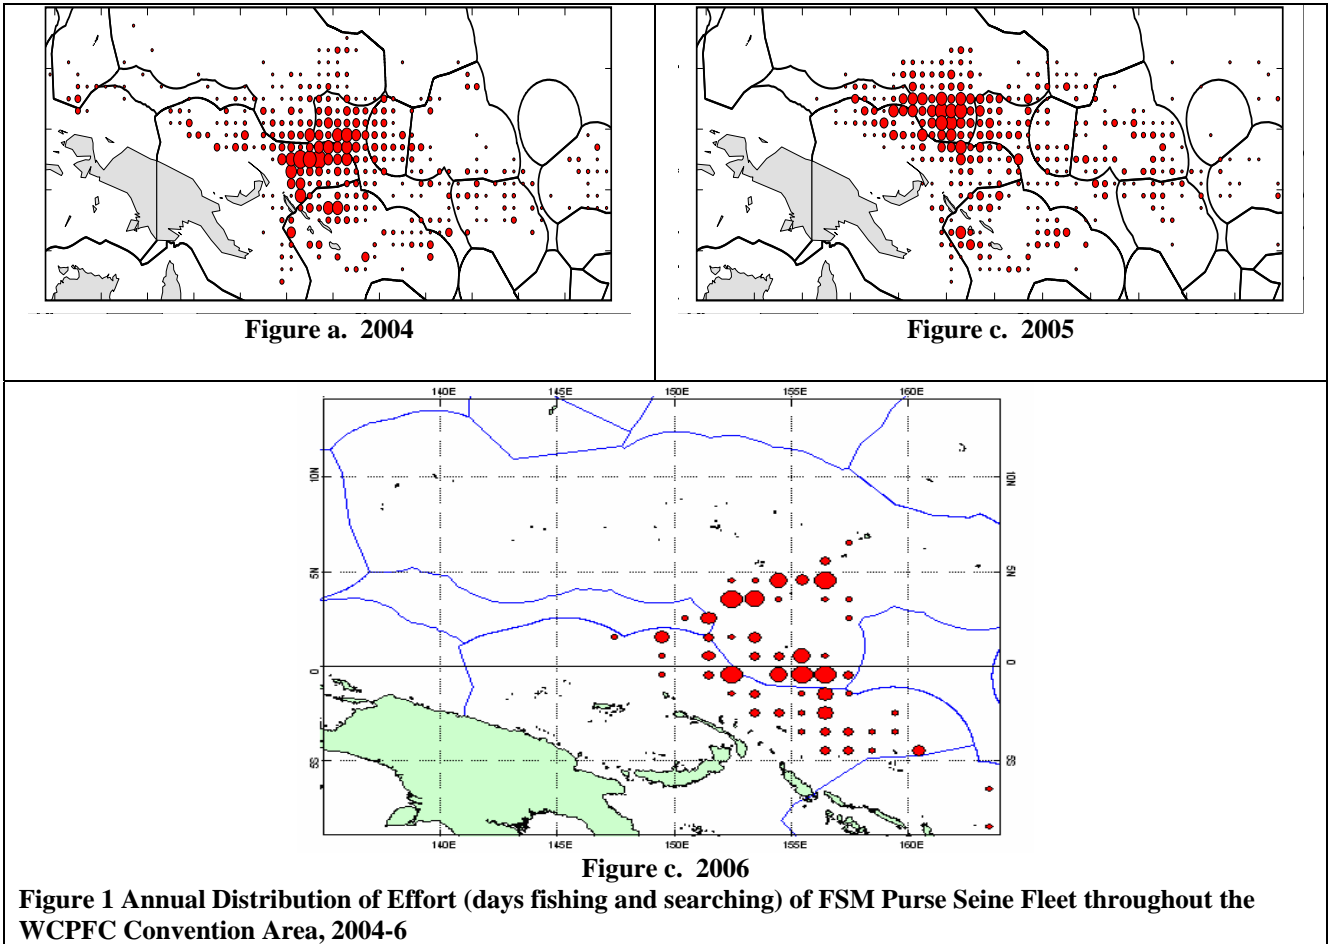 Figure a. 2004
Figure c. 2005
140E 145E 150E 155E 160E
10N 10N
5N 5N
0 0
5S 5S
140E 145E 150E 155E 160E
Figure c. 2006
Figure 1 Annual Distribution of Effort (days fishing and searching) of FSM Purse Seine Fleet throughout the
WCPFC Convention Area, 2004-6